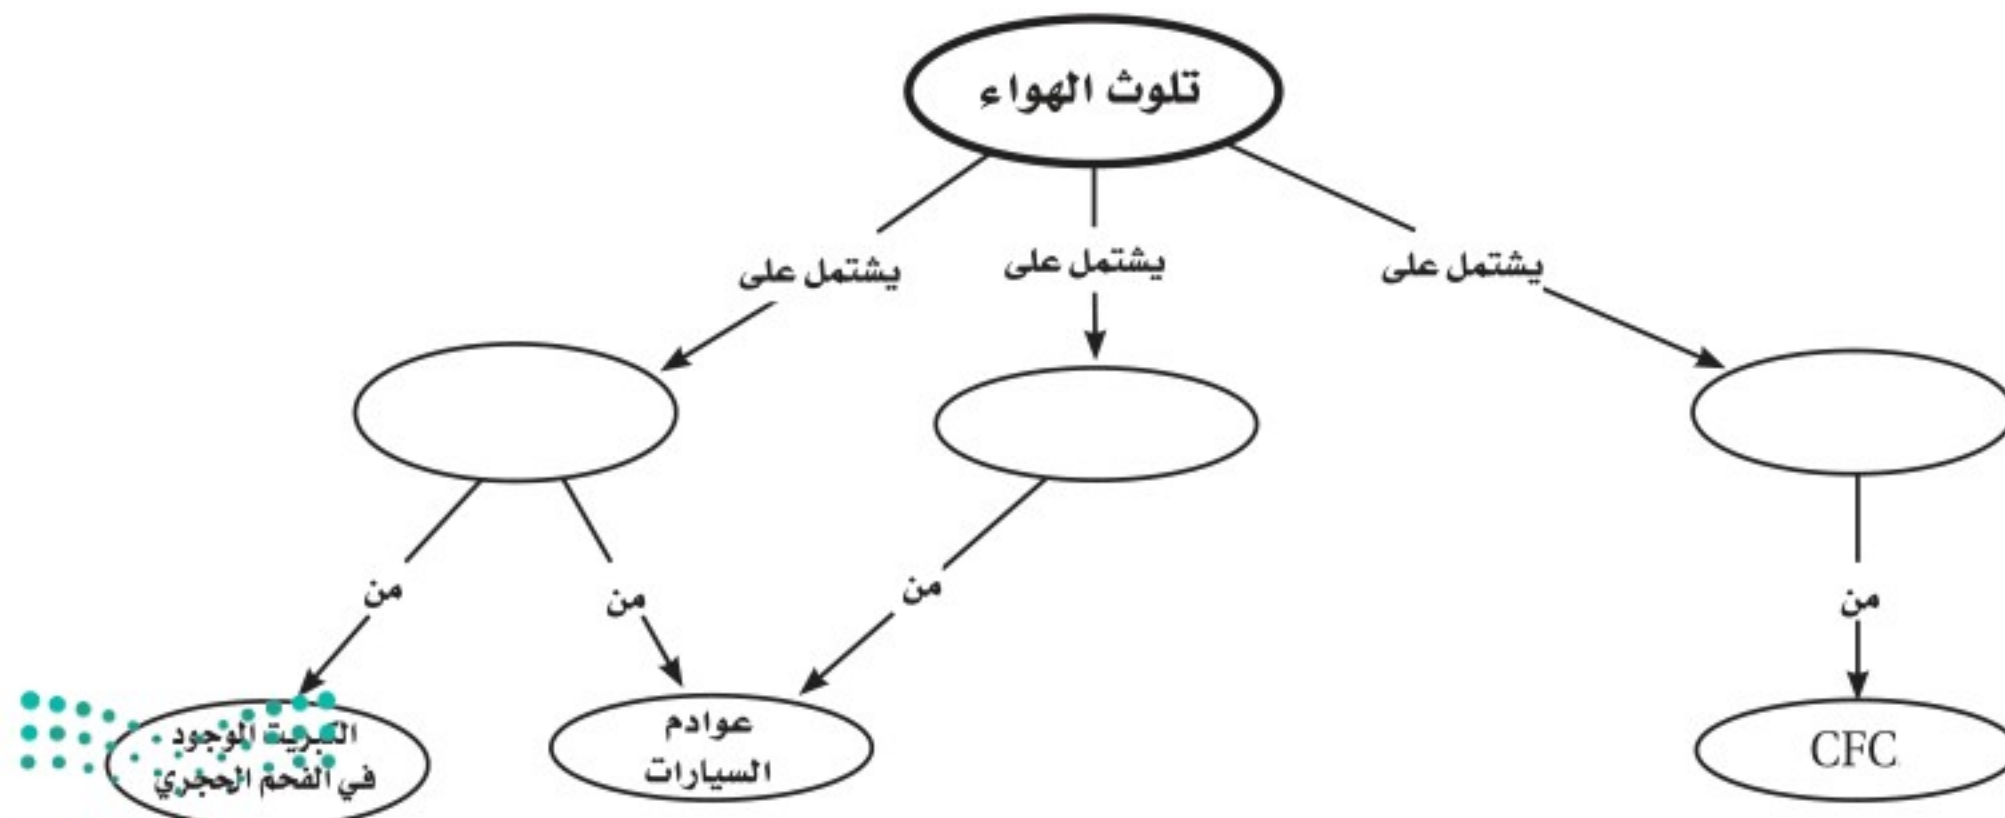 تلوث الهواء
يشتمل على
يشتمل على
يشتمل على
من
من
من
من
CFC
عوادم
السيارات
الكبريت الموجود
في الفحم الحجري